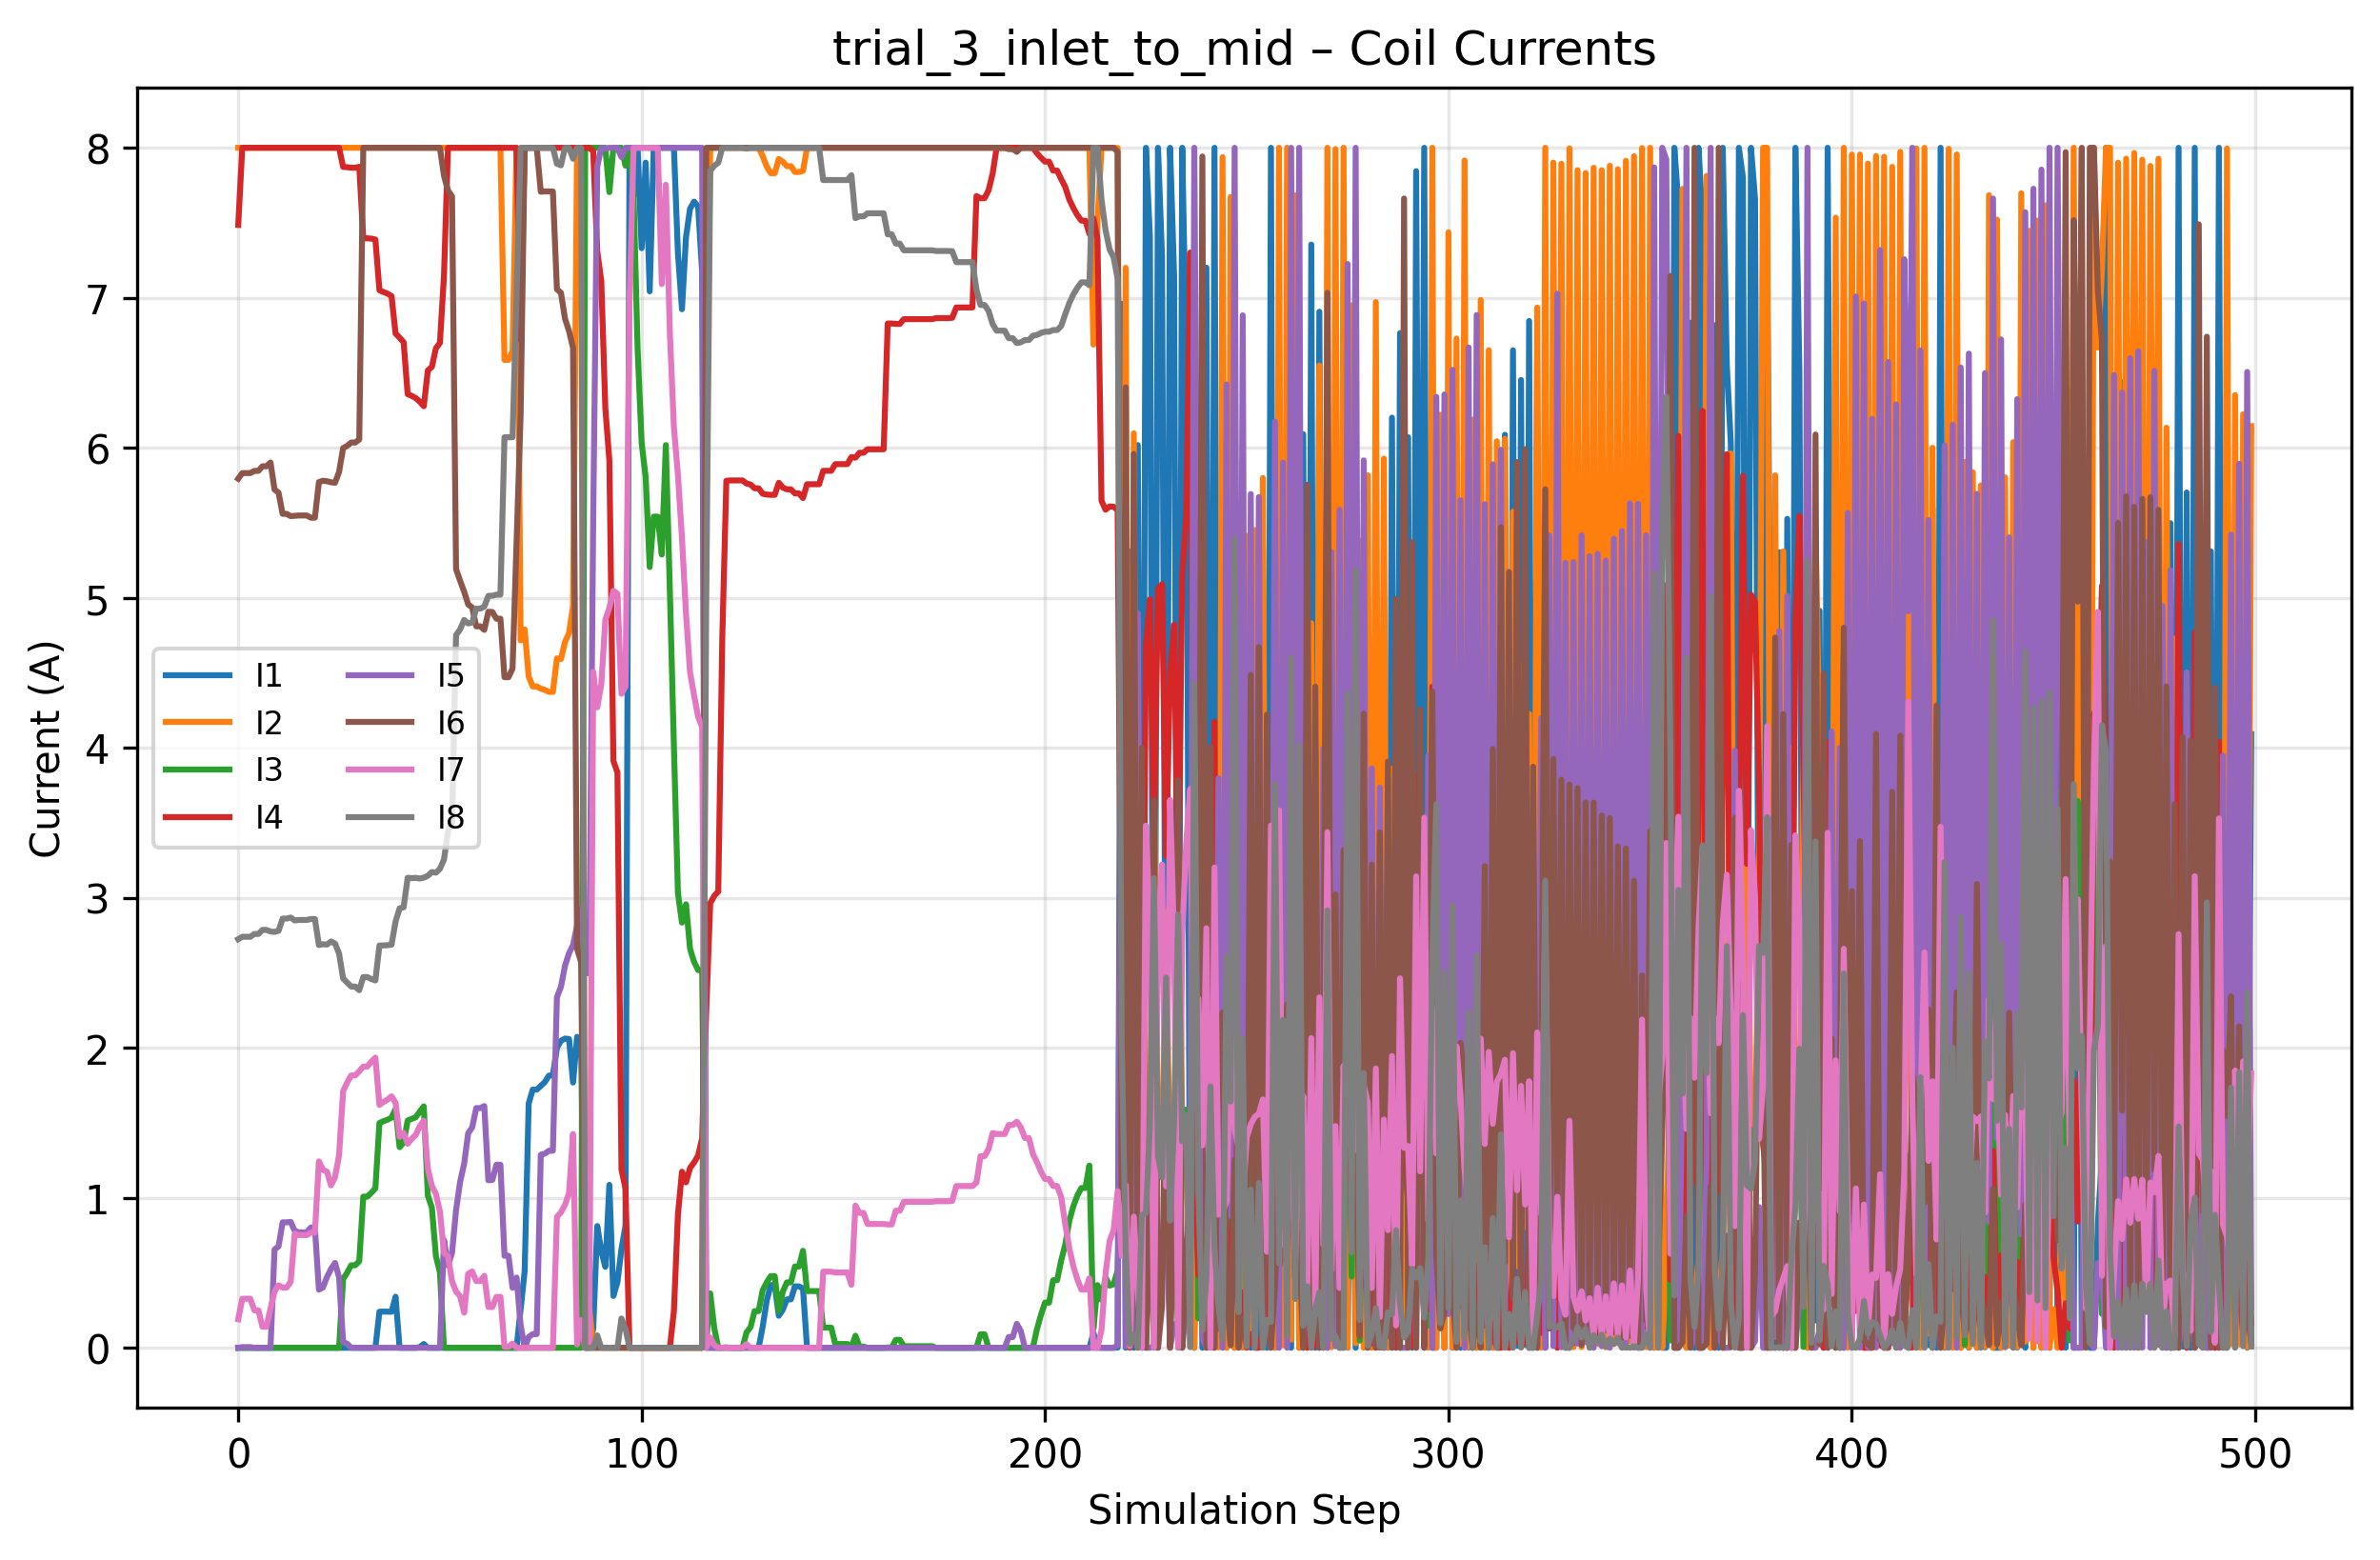 trial_3_inlet_to_mid – Coil Currents
8
7
6
5
4
3
2
1
0
Current (A)
I1
I2
I3
I4
I5
I6
I7
I8
0
100
200
300
400
500
Simulation Step